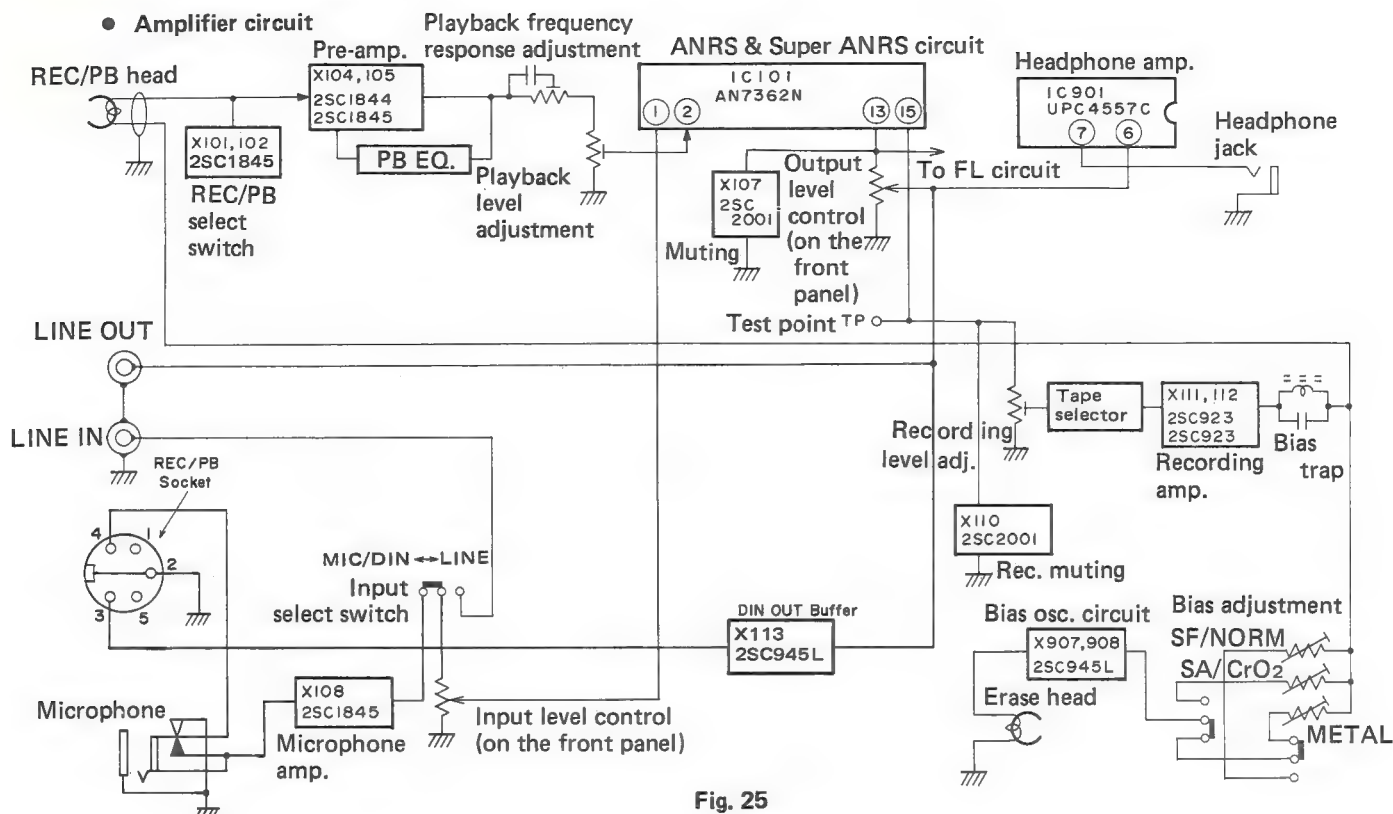 ● Amplifier circuit
REC/PB head
Pre-amp.
X104, 105
2SC1844
2SC1845
X101, 102
2SC1845
REC/PB
select
switch
PB EQ.
Playback frequency
response adjustment
Playback
level
adjustment
ANRS & Super ANRS circuit
IC101
AN7362N
1
2
13
15
X107
2SC
2001
Muting
Output
level
control
(on the
front
panel)
To FL circuit
Headphone amp.
IC901
UPC4557C
7
6
Headphone
jack
Test point TP
LINE OUT
LINE IN
REC/PB
Socket
4
1
2
3
5
MIC/DIN ↔ LINE
Input
select switch
Recording
level adj.
Tape
selector
X111, 112
2SC923
2SC923
Recording
amp.
Bias
trap
X110
2SC2001
Rec. muting
DIN OUT Buffer
X113
2SC945L
Bias osc. circuit
X907, 908
2SC945L
Erase head
Bias adjustment
SF/NORM
SA/CrO2
METAL
Microphone
X108
2SC1845
Microphone
amp.
Input level control
(on the front panel)
Fig. 25